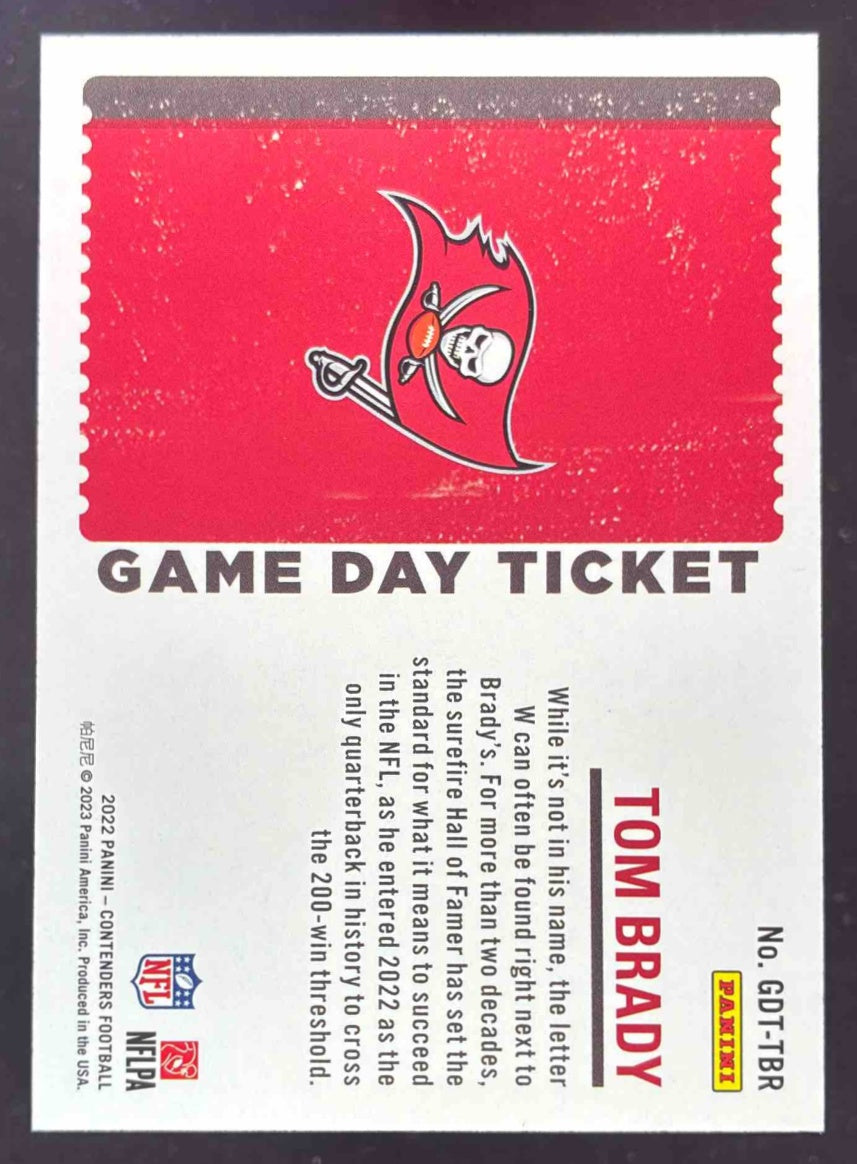 No. GDT-TBR
PANINI
TOM BRADY
While it's not in his name, the letter
W can often be found right next to
Brady's. For more than two decades,
the surefire Hall of Famer has set the
standard for what it means to succeed
in the NFL, as he entered 2022 as the
only quarterback in history to cross
the 200-win threshold.
GAME DAY TICKET
NFL
NFLPA
2022 PANINI – CONTENDERS FOOTBALL
帕尼尼 © 2023 Panini America, Inc. Produced in the USA.